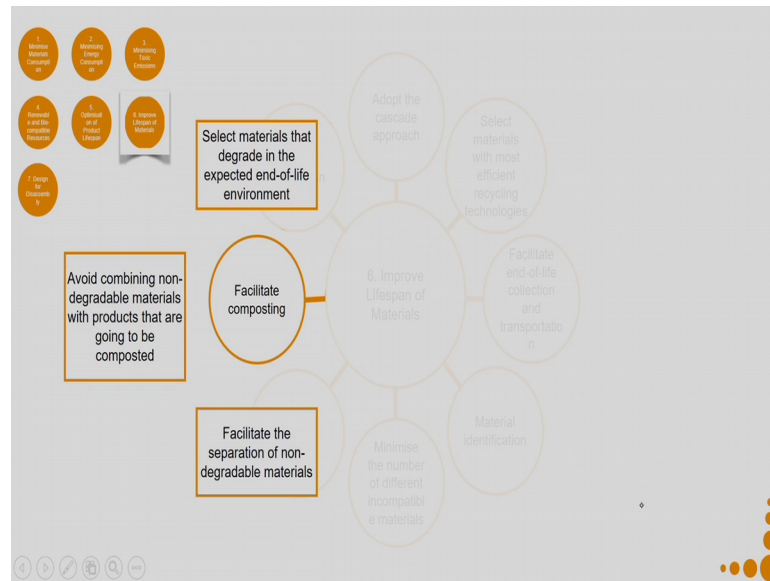 1.
Minimise
Materials
Consumpti
on
2.
Minimising
Energy
Consumpti
on
3.
Minimising
Toxic
Emissions
4.
Renewabl
e and Bio-
compatible
Resources
5.
Optimisati
on of
Product
Lifespan
6. Improve
Lifespan of
Materials
7. Design
for
Disassemb
ly
Select materials that
degrade in the
expected end-of-life
environment
Avoid combining non-
degradable materials
with products that are
going to be
composted
Facilitate
composting
Facilitate the
separation of non-
degradable materials
6. Improve
Lifespan of
Materials
Adopt the
cascade
approach
Select
materials
with most
efficient
recycling
technologies
Facilitate
end-of-life
collection
and
transportatio
n
Material
identification
Minimise
the number
of different
incompatibl
e materials